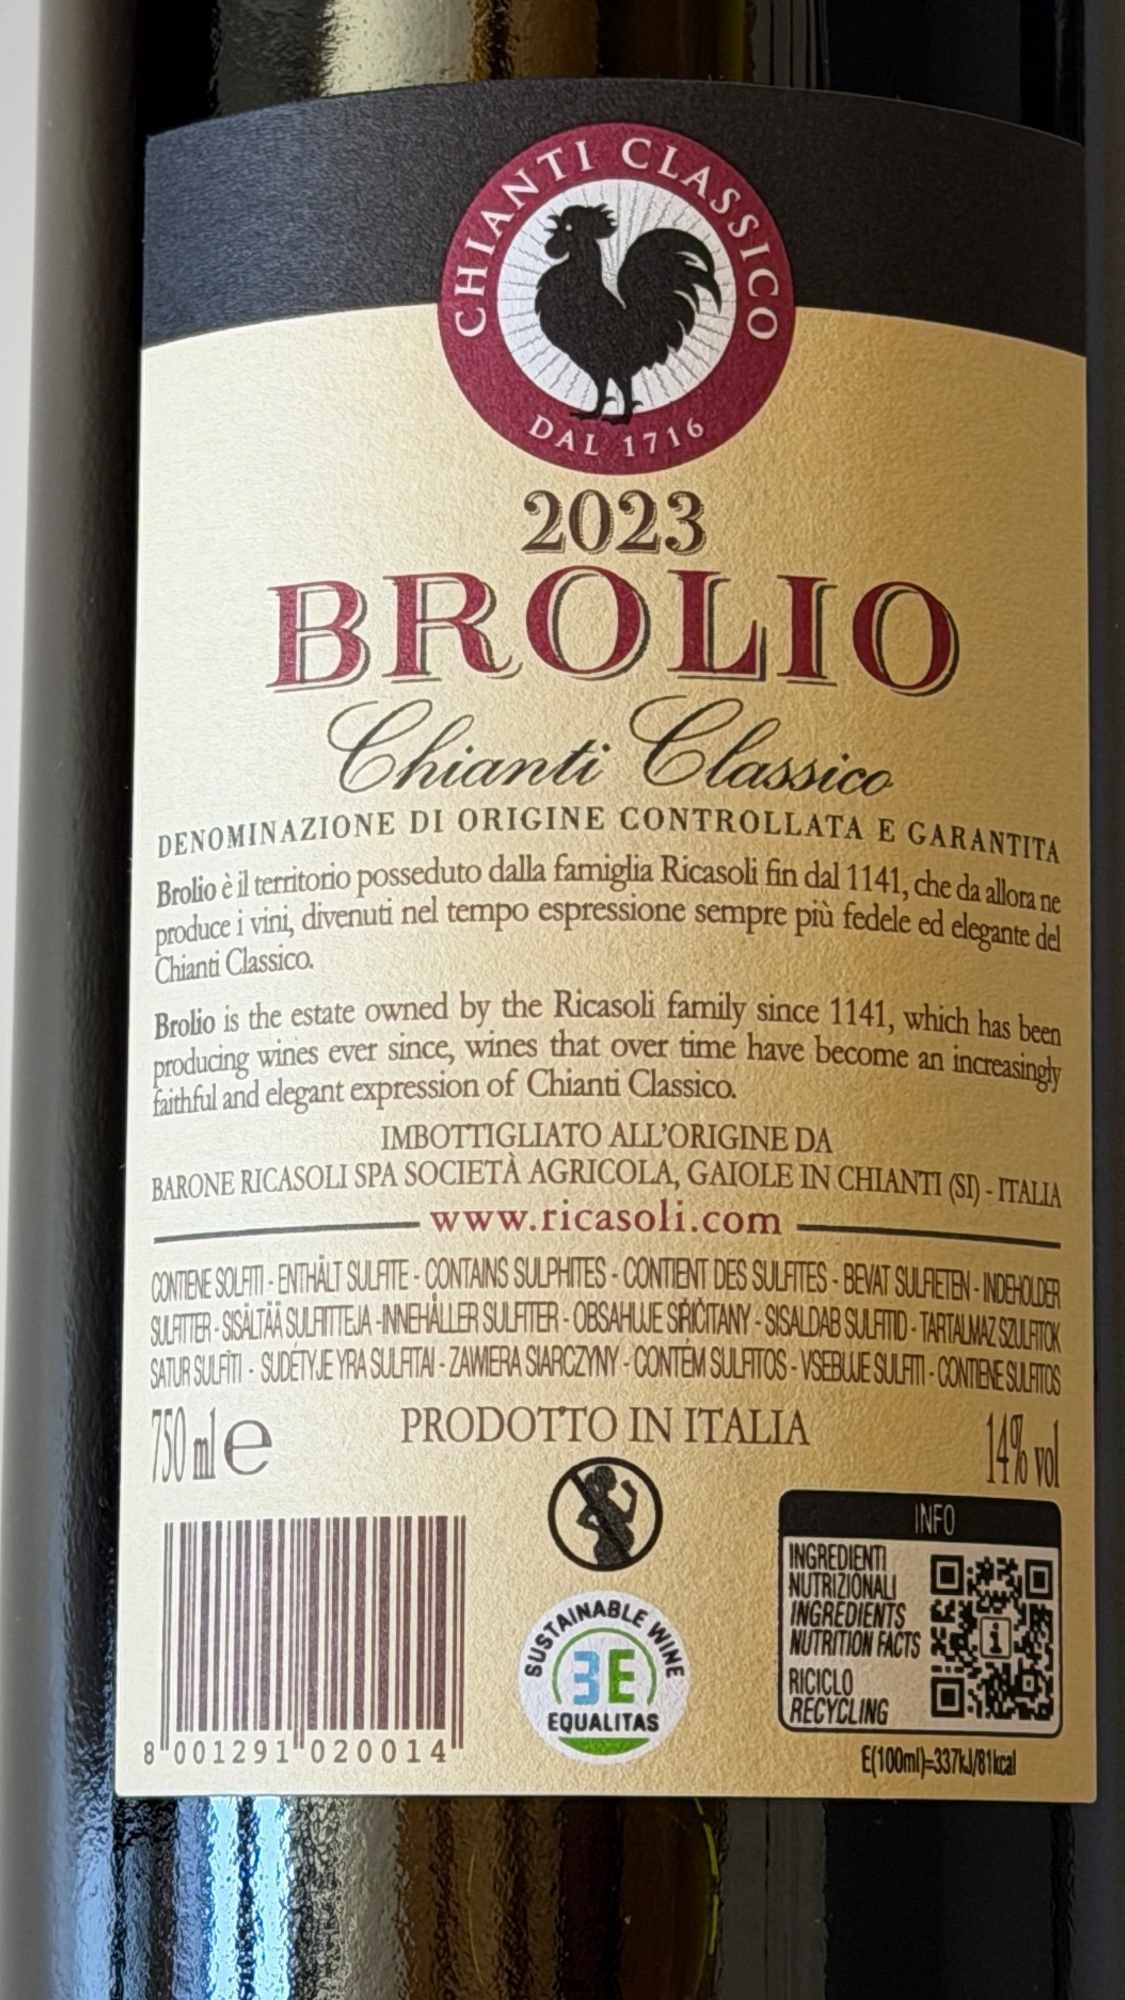 CHIANTI CLASSICO
DAL 1716
2023
BROLIO
Chianti Classico
DENOMINAZIONE DI ORIGINE CONTROLLATA E GARANTITA
Brolio è il territorio posseduto dalla famiglia Ricasoli fin dal 1141, che da allora ne
produce i vini, divenuti nel tempo espressione sempre più fedele ed elegante del
Chianti Classico.
Brolio is the estate owned by the Ricasoli family since 1141, which has been
producing wines ever since, wines that over time have become an increasingly
faithful and elegant expression of Chianti Classico.
IMBOTTIGLIATO ALL'ORIGINE DA
BARONE RICASOLI SPA SOCIETÀ AGRICOLA, GAIOLE IN CHIANTI (SI) - ITALIA
www.ricasoli.com
CONTIENE SOLFITI - ENTHÄLT SULFITE - CONTAINS SULPHITES - CONTIENT DES SULFITES - BEVAT SULFIETEN - INDEHOLDER
SULFITTER - SISÄLTÄÄ SULFIITTEJA -INNEHÅLLER SULFITER - OBSAHUJE SIŘIČITANY - SISALDAB SULFITID - TARTALMAZ SZULFITOK
SATUR SULFĪTI - SUDĖTYJE YRA SULFITAI - ZAWIERA SIARCZYNY - CONTÉM SULFITOS - VSEBUJE SULFITI - CONTIENE SULFITOS
750 ml e
PRODOTTO IN ITALIA
14% vol
INFO
INGREDIENTI
NUTRIZIONALI
INGREDIENTS
NUTRITION FACTS
RICICLO
RECYCLING
i
SUSTAINABLE WINE
3E
EQUALITAS
8 001291 020014
E(100ml)=337kJ/81kcal